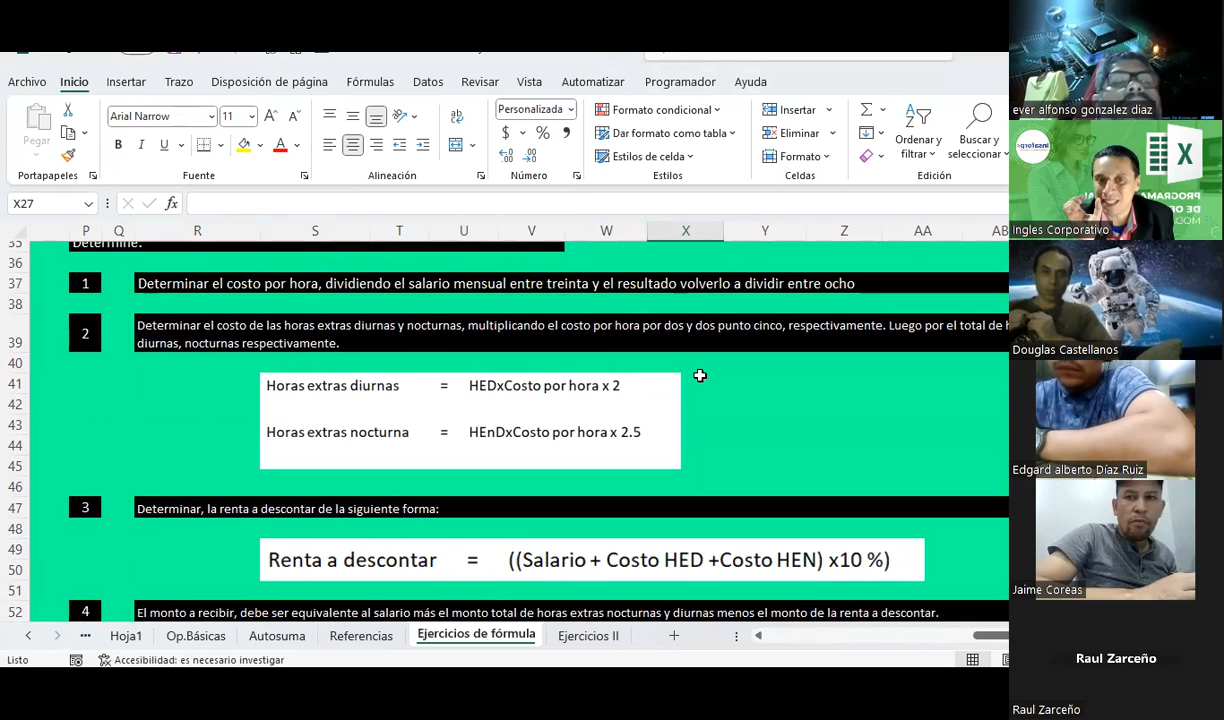 Archivo Inicio Insertar Trazo Disposición de página Fórmulas Datos Revisar Vista Automatizar Programador Ayuda
Pegar
Portapapeles
Arial Narrow 11
N K S
Fuente
Alineación
Personalizada
$ % 
Número
Formato condicional
Dar formato como tabla
Estilos de celda
Estilos
Insertar
Eliminar
Formato
Celdas
Ordenar y
filtrar
Buscar y
seleccionar
Edición
X27
fx
P Q R S T U V W X Y Z AA AB
35 Determine:
36
37 1 Determinar el costo por hora, dividiendo el salario mensual entre treinta y el resultado volverlo a dividir entre ocho
38
2 Determinar el costo de las horas extras diurnas y nocturnas, multiplicando el costo por hora por dos y dos punto cinco, respectivamente. Luego por el total de
39 diurnas, nocturnas respectivamente.
40
41 Horas extras diurnas = HEDxCosto por hora x 2
42
43 Horas extras nocturna = HEnDxCosto por hora x 2.5
44
45
46
47 3 Determinar, la renta a descontar de la siguiente forma:
48
49 Renta a descontar = ((Salario + Costo HED +Costo HEN) x10 %)
50
51
52 4 El monto a recibir, debe ser equivalente al salario más el monto total de horas extras nocturnas y diurnas menos el monto de la renta a descontar.
Hoja1 Op.Básicas Autosuma Referencias Ejercicios de fórmula Ejercicios II
Listo Accesibilidad: es necesario investigar
ever alfonso gonzalez diaz
insaforp
X
PROGRAMA
DE
MOD
Ingles Corporativo
Douglas Castellanos
Edgard alberto Díaz Ruiz
Jaime Coreas
Raul Zarceño
Raul Zarceño